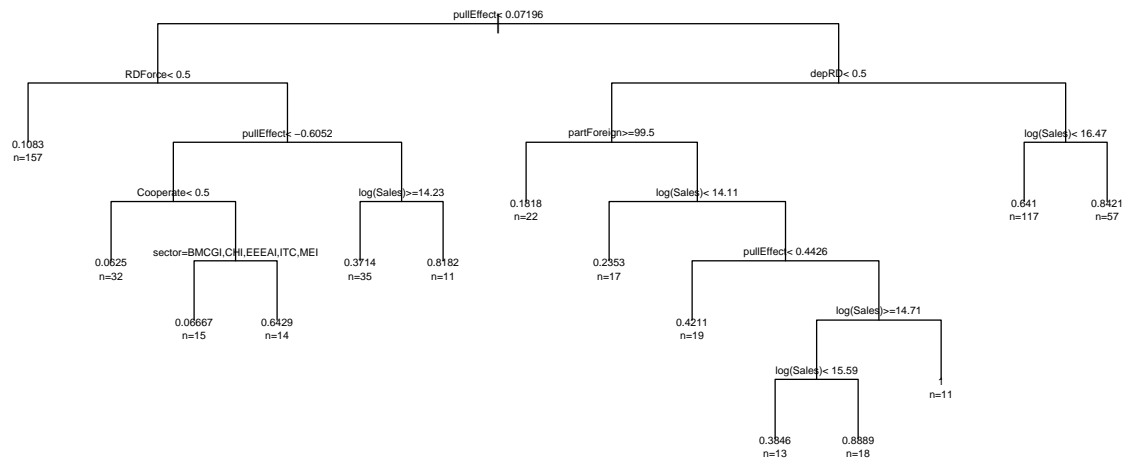 pullEffect< 0.07196
RDForce< 0.5
depRD< 0.5
0.1083
n=157
pullEffect< −0.6052
partForeign>=99.5
log(Sales)< 16.47
Cooperate< 0.5
log(Sales)>=14.23
0.1818
n=22
log(Sales)< 14.11
0.641
n=117
0.8421
n=57
0.0625
n=32
sector=BMCGI,CHI,EEEAI,ITC,MEI
0.3714
n=35
0.8182
n=11
0.2353
n=17
pullEffect< 0.4426
0.06667
n=15
0.6429
n=14
0.4211
n=19
log(Sales)>=14.71
log(Sales)< 15.59
1
n=11
0.3846
n=13
0.8889
n=18